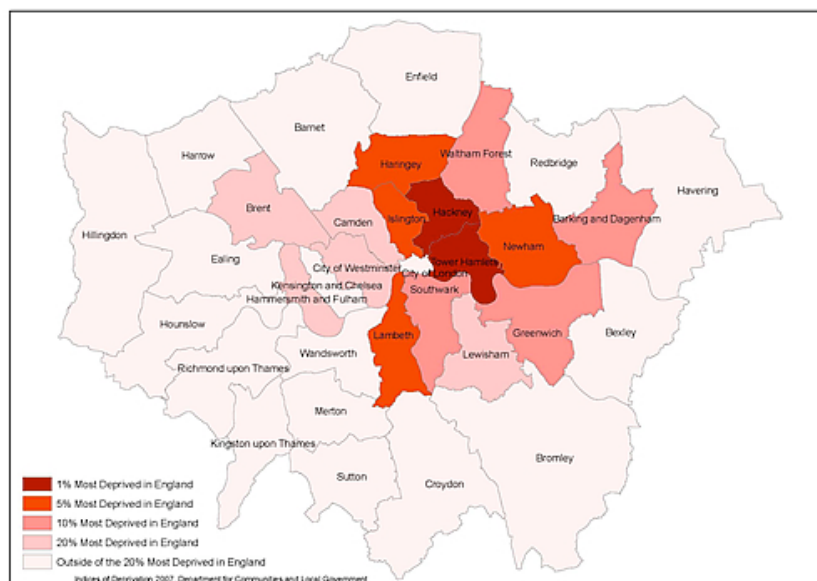 Enfield
Barnet
Harrow
Haringey
Waltham Forest
Redbridge
Havering
Hillingdon
Brent
Camden
Islington
Hackney
Newham
Barking and Dagenham
Ealing
City of Westminster
Tower Hamlets
City of London
Kensington and Chelsea
Southwark
Hammersmith and Fulham
Hounslow
Lambeth
Greenwich
Bexley
Wandsworth
Lewisham
Richmond upon Thames
Merton
Kingston upon Thames
Bromley
Sutton
Croydon
1% Most Deprived in England
5% Most Deprived in England
10% Most Deprived in England
20% Most Deprived in England
Outside of the 20% Most Deprived in England
Indices of Deprivation 2007, Department for Communities and Local Government